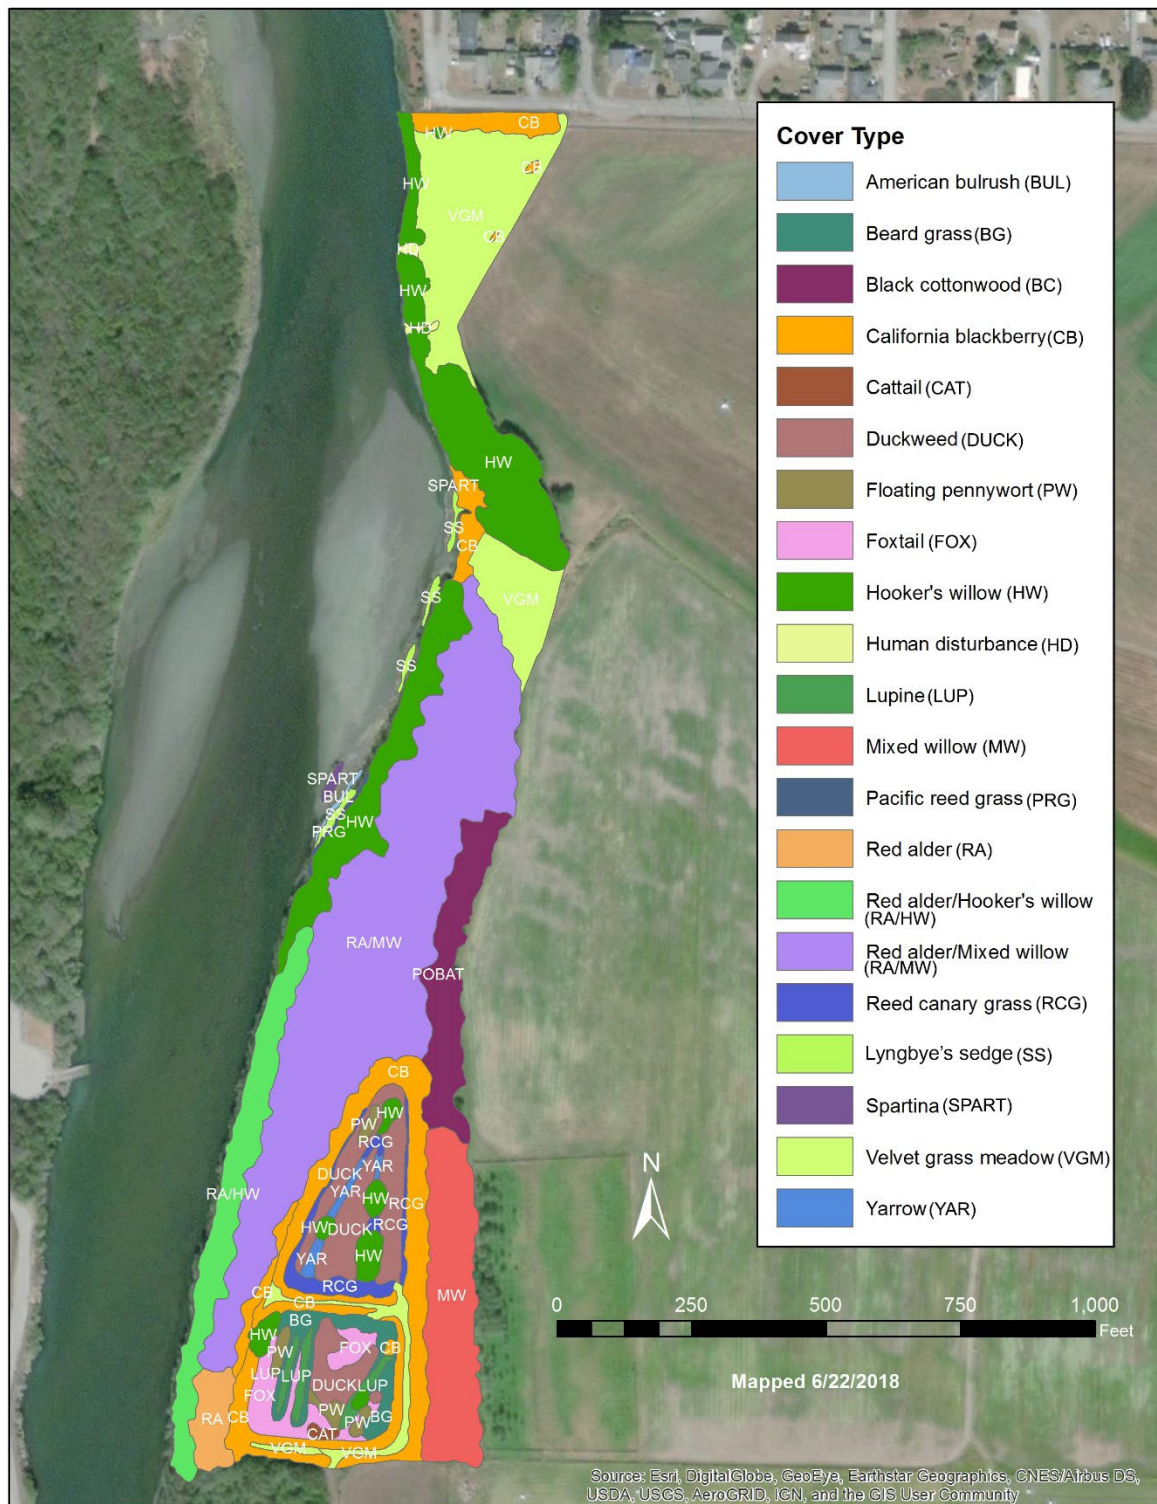 CB
HW
CB
HW
VGM
CB
HD
HW
HD
HW
SPART
SS
CB
VGM
SS
SS
SPART
BUL
SS
PRG
HW
RA/MW
POBAT
CB
HW
PW
RCG
YAR
DUCK
YAR
HW
RCG
RA/HW
HW
DUCK
RCG
HW
YAR
RCG
MW
CB
CB
BG
HW
PW
FOX
CB
LUP
LUP
DUCK
LUP
FOX
PW
RA
CB
PW
BG
CAT
VGM
VGM
Cover Type
American bulrush (BUL)
Beard grass (BG)
Black cottonwood (BC)
California blackberry (CB)
Cattail (CAT)
Duckweed (DUCK)
Floating pennywort (PW)
Foxtail (FOX)
Hooker's willow (HW)
Human disturbance (HD)
Lupine (LUP)
Mixed willow (MW)
Pacific reed grass (PRG)
Red alder (RA)
Red alder/Hooker's willow
(RA/HW)
Red alder/Mixed willow
(RA/MW)
Reed canary grass (RCG)
Lyngbye’s sedge (SS)
Spartina (SPART)
Velvet grass meadow (VGM)
Yarrow (YAR)
N
0 250 500 750 1,000
Feet
Mapped 6/22/2018
Source: Esri, DigitalGlobe, GeoEye, Earthstar Geographics, CNES/Airbus DS,
USDA, USGS, AeroGRID, IGN, and the GIS User Community